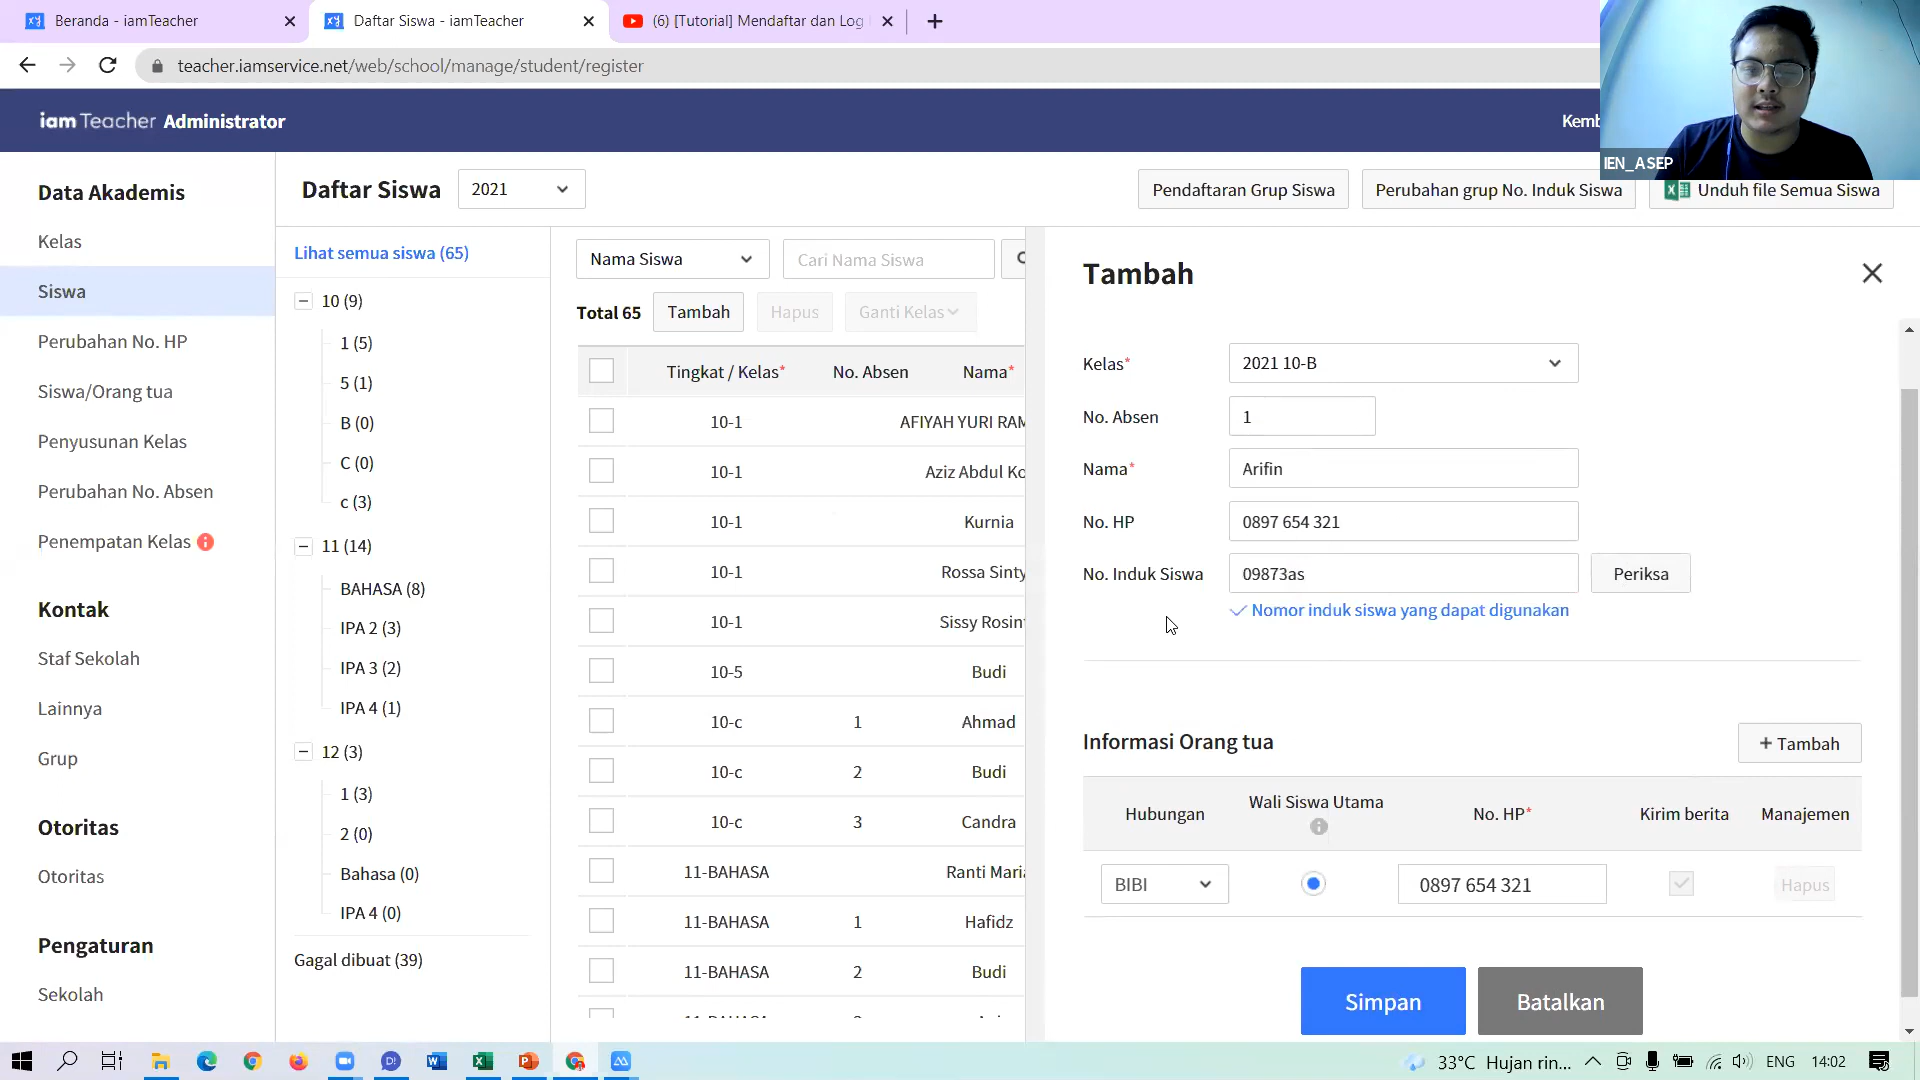 Beranda - iamTeacher
Daftar Siswa - iamTeacher
(6) [Tutorial] Mendaftar dan Log
teacher.iamservice.net/web/school/manage/student/register
iam Teacher Administrator
IEN_ASEP
Data Akademis
Kelas
Siswa
Perubahan No. HP
Siswa/Orang tua
Penyusunan Kelas
Perubahan No. Absen
Penempatan Kelas
Kontak
Staf Sekolah
Lainnya
Grup
Otoritas
Otoritas
Pengaturan
Sekolah
Daftar Siswa 2021
Pendaftaran Grup Siswa
Perubahan grup No. Induk Siswa
Unduh file Semua Siswa
Lihat semua siswa (65)
10 (9)
1 (5)
5 (1)
B (0)
C (0)
c (3)
11 (14)
BAHASA (8)
IPA 2 (3)
IPA 3 (2)
IPA 4 (1)
12 (3)
1 (3)
2 (0)
Bahasa (0)
IPA 4 (0)
Gagal dibuat (39)
Nama Siswa Cari Nama Siswa
Total 65 Tambah Hapus Ganti Kelas
Tingkat / Kelas* No. Absen Nama*
10-1 AFIYAH YURI RAM
10-1 Aziz Abdul Ko
10-1 Kurnia
10-1 Rossa Sinty
10-1 Sissy Rosin
10-5 Budi
10-c 1 Ahmad
10-c 2 Budi
10-c 3 Candra
11-BAHASA Ranti Maria
11-BAHASA 1 Hafidz
11-BAHASA 2 Budi
Tambah
Kelas* 2021 10-B
No. Absen 1
Nama* Arifin
No. HP 0897 654 321
No. Induk Siswa 09873as Periksa
Nomor induk siswa yang dapat digunakan
Informasi Orang tua + Tambah
Hubungan Wali Siswa Utama No. HP* Kirim berita Manajemen
BIBI 0897 654 321 Hapus
Simpan Batalkan
33°C Hujan rin... ENG 14:02